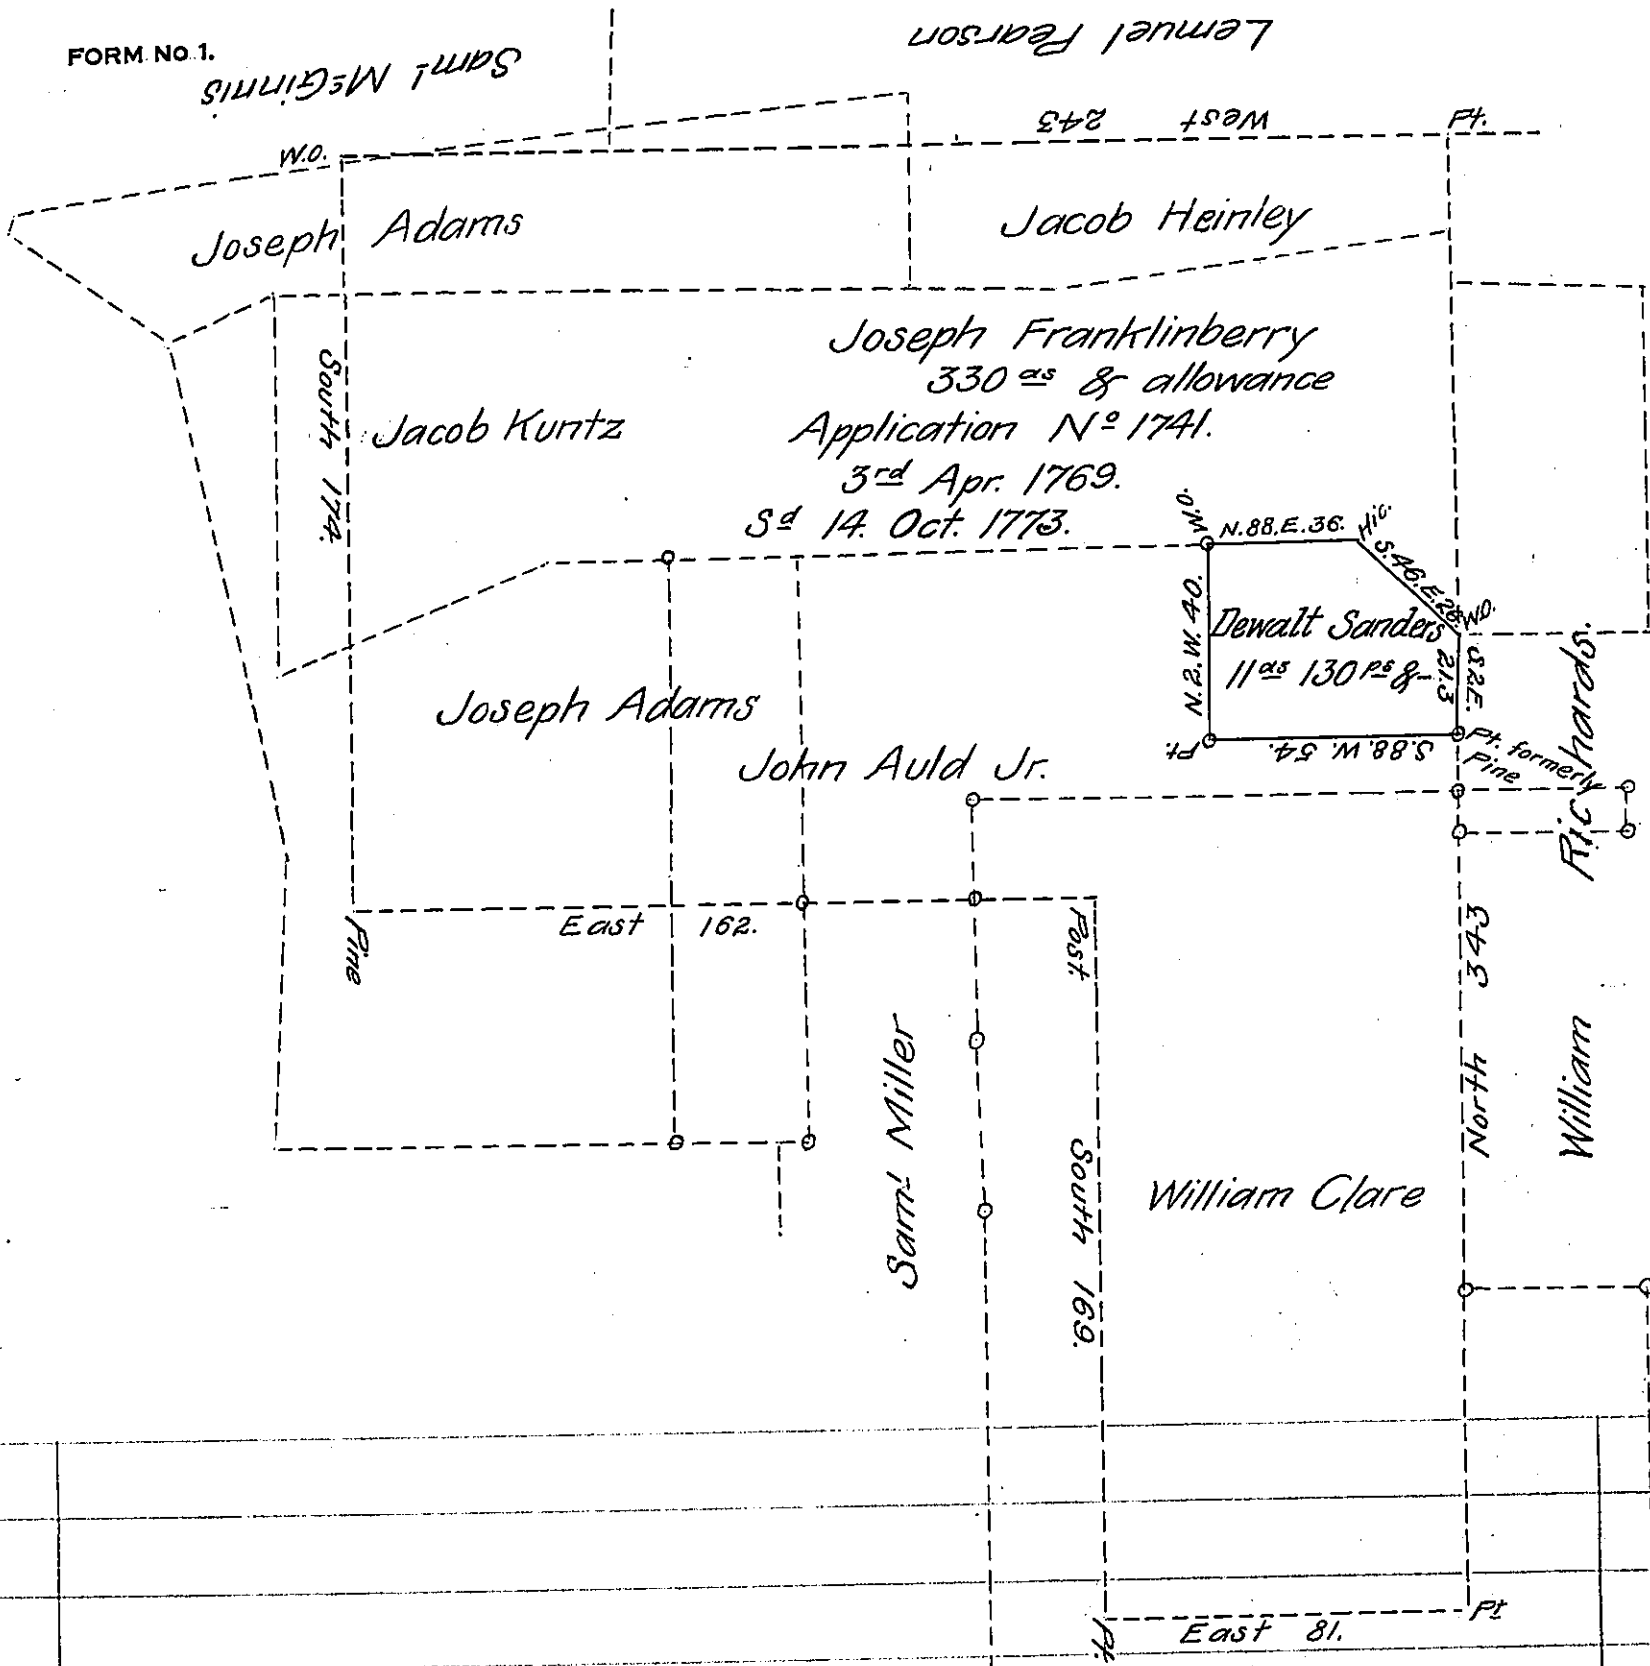 FORM NO. 1.
Saml McGinnis
Lemuel Pearson
W.O.
West 243
Pt.
Joseph Adams
Jacob Heinley
South 174.
Jacob Kuntz
Joseph Franklinberry
330 as & allowance
Application No 1741.
3rd Apr. 1769.
Sd 14. Oct. 1773.
W.O.
N.88.E.36.
Hic.
S.46.E.26.
W.O.
N.2.W.40.
Dewalt Sanders
11 as 130 ps &
21.3
S2E.
Pt.
S.88.W.54.
Pt. formerly
Pine
Joseph Adams
John Auld Jr.
William Richards.
East 162.
Pine
Post
North 343
Saml Miller
South 169.
William Clare
Pt.
East 81.
Pt